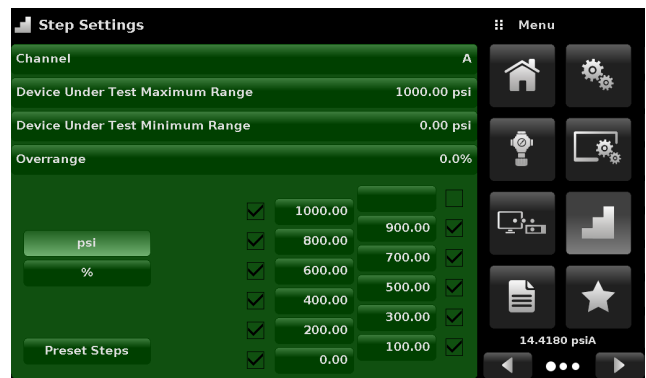 Step Settings
Menu
Channel A
Device Under Test Maximum Range 1000.00 psi
Device Under Test Minimum Range 0.00 psi
Overrange 0.0%
1000.00
900.00
psi
800.00
700.00
%
600.00
500.00
400.00
300.00
200.00
100.00
Preset Steps
0.00
14.4180 psiA